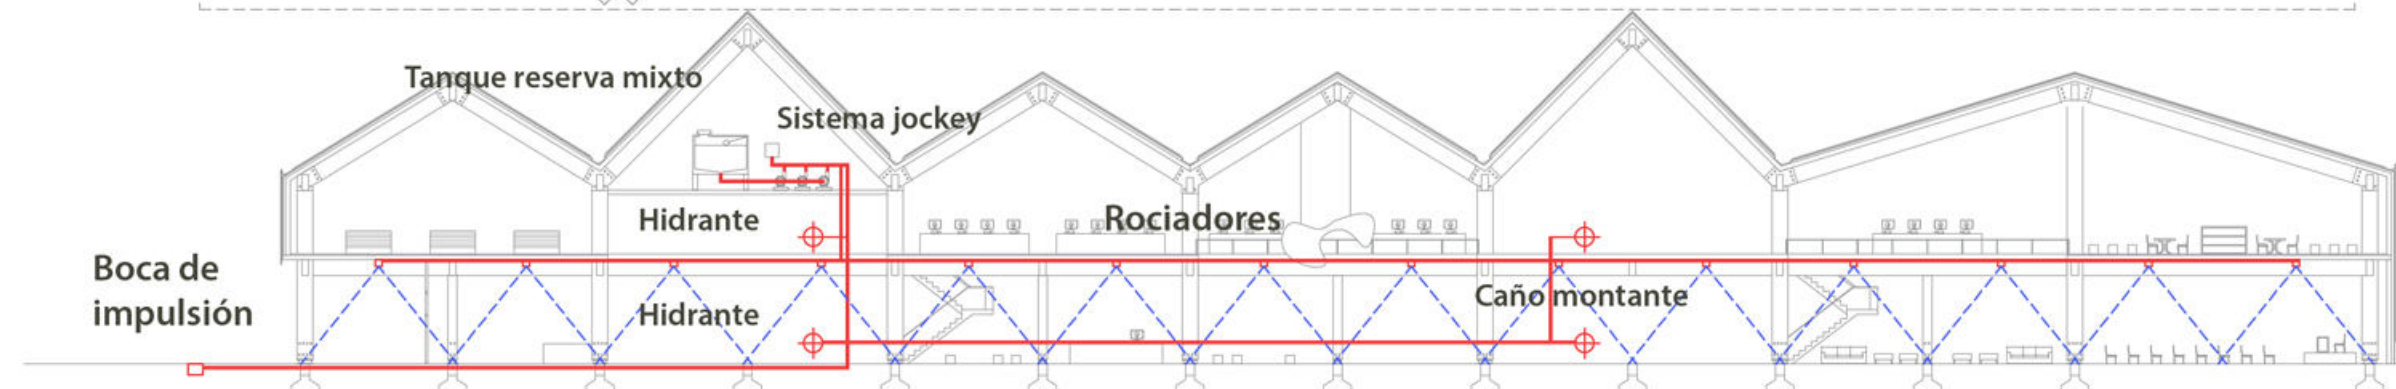 Tanque reserva mixto
Sistema jockey
Hidrante
Rociadores
Boca de
impulsión
Hidrante
Caño montante